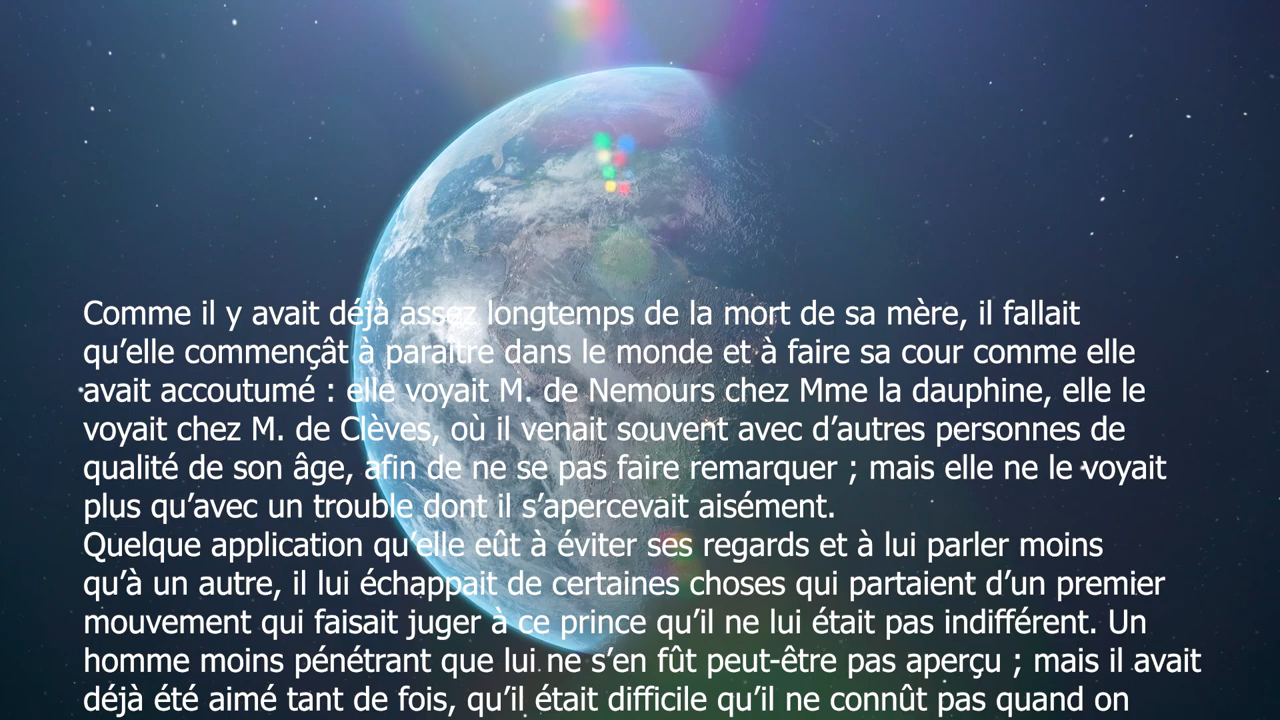 Comme il y avait déjà assez longtemps de la mort de sa mère, il fallait
qu’elle commençât à paraître dans le monde et à faire sa cour comme elle
avait accoutumé : elle voyait M. de Nemours chez Mme la dauphine, elle le
voyait chez M. de Clèves, où il venait souvent avec d’autres personnes de
qualité de son âge, afin de ne se pas faire remarquer ; mais elle ne le voyait
plus qu’avec un trouble dont il s’apercevait aisément.
Quelque application qu’elle eût à éviter ses regards et à lui parler moins
qu’à un autre, il lui échappait de certaines choses qui partaient d’un premier
mouvement qui faisait juger à ce prince qu’il ne lui était pas indifférent. Un
homme moins pénétrant que lui ne s’en fût peut-être pas aperçu ; mais il avait
déjà été aimé tant de fois, qu’il était difficile qu’il ne connût pas quand on